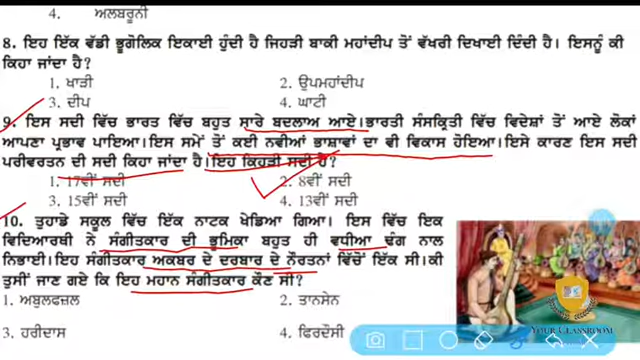 4. ਅਲਬਰੂਨੀ
8. ਇਹ ਇੱਕ ਵੱਡੀ ਭੂਗੋਲਿਕ ਇਕਾਈ ਹੁੰਦੀ ਹੈ ਜਿਹੜੀ ਬਾਕੀ ਮਹਾਂਦੀਪ ਤੋਂ ਵੱਖਰੀ ਦਿਖਾਈ ਦਿੰਦੀ ਹੈ। ਇਸਨੂੰ ਕੀ
ਕਿਹਾ ਜਾਂਦਾ ਹੈ?
1. ਖਾੜੀ 2. ਉਪਮਹਾਂਦੀਪ
3. ਦੀਪ 4. ਘਾਟੀ
9. ਇਸ ਸਦੀ ਵਿੱਚ ਭਾਰਤ ਵਿੱਚ ਬਹੁਤ ਸਾਰੇ ਬਦਲਾਅ ਆਏ। ਭਾਰਤੀ ਸੰਸਕ੍ਰਿਤੀ ਵਿੱਚ ਵਿਦੇਸ਼ਾਂ ਤੋਂ ਆਏ ਲੋਕਾਂ
ਆਪਣਾ ਪ੍ਰਭਾਵ ਪਾਇਆ। ਇਸ ਸਮੇਂ ਤੋਂ ਕਈ ਨਵੀਂਆਂ ਭਾਸ਼ਾਵਾਂ ਦਾ ਵੀ ਵਿਕਾਸ ਹੋਇਆ। ਇਸੇ ਕਾਰਣ ਇਸ ਸਦੀ
ਪਰੀਵਰਤਨ ਦੀ ਸਦੀ ਕਿਹਾ ਜਾਂਦਾ ਹੈ। ਇਹ ਕਿਹੜੀ ਸਦੀ ਹੈ?
1. 17ਵੀਂ ਸਦੀ 2. 8ਵੀਂ ਸਦੀ
3. 15ਵੀਂ ਸਦੀ 4. 13ਵੀਂ ਸਦੀ
10. ਤੁਹਾਡੇ ਸਕੂਲ ਵਿੱਚ ਇੱਕ ਨਾਟਕ ਖੇਡਿਆ ਗਿਆ। ਇਸ ਵਿੱਚ ਇਕ
ਵਿਦਿਆਰਥੀ ਨੇ ਸੰਗੀਤਕਾਰ ਦੀ ਭੂਮਿਕਾ ਬਹੁਤ ਹੀ ਵਧੀਆ ਢੰਗ ਨਾਲ
ਨਿਭਾਈ। ਇਹ ਸੰਗੀਤਕਾਰ ਅਕਬਰ ਦੇ ਦਰਬਾਰ ਦੇ ਨੌਰਤਨਾਂ ਵਿੱਚੋਂ ਇੱਕ ਸੀ। ਕੀ
ਤੁਸੀਂ ਜਾਣ ਗਏ ਕਿ ਇਹ ਮਹਾਨ ਸੰਗੀਤਕਾਰ ਕੌਣ ਸੀ?
1. ਅਬੁਲਫਜ਼ਲ 2. ਤਾਨਸੇਨ
3. ਹਰੀਦਾਸ 4. ਫਿਰਦੌਸੀ
YOUR CLASSROOM